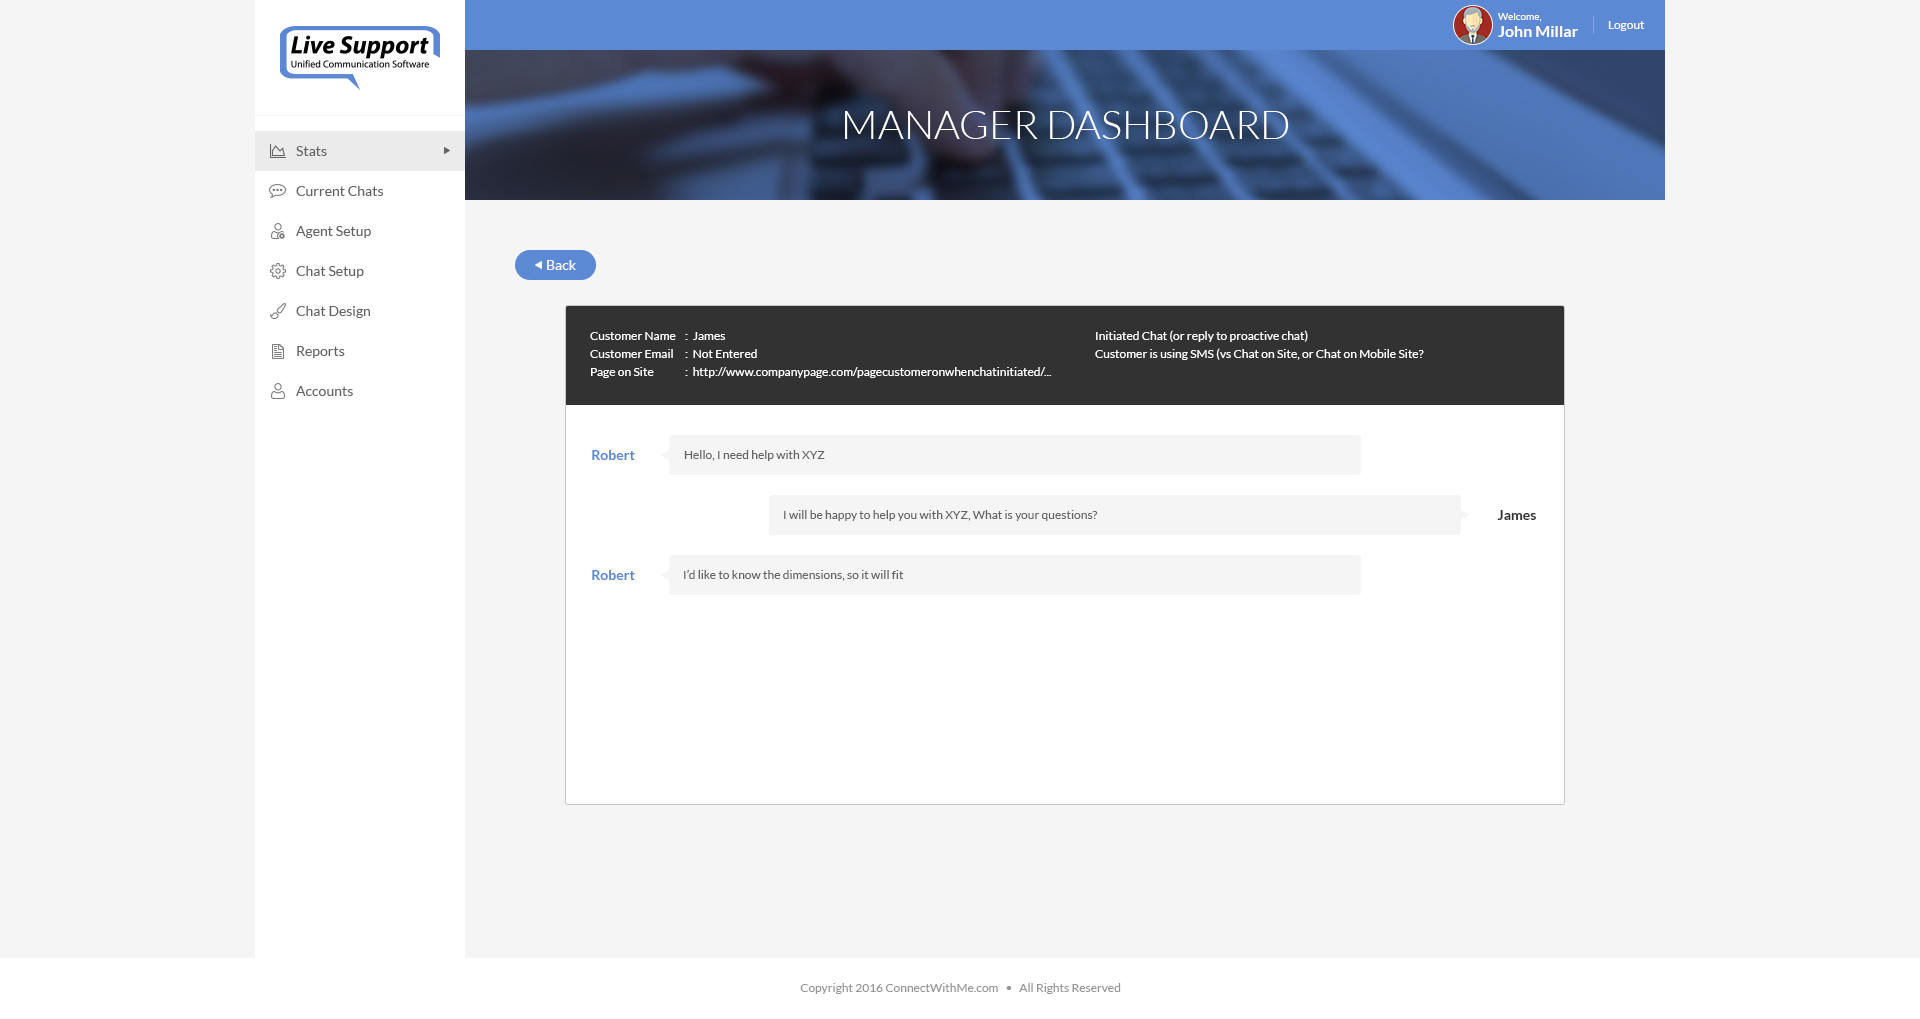 Live Support
Unified Communication Software
Welcome,
John Millar
Logout
MANAGER DASHBOARD
Stats
Current Chats
Agent Setup
Chat Setup
Chat Design
Reports
Accounts
Back
Customer Name : James
Customer Email : Not Entered
Page on Site : http://www.companypage.com/pagecustomeronwhenchatinitiated/...
Initiated Chat (or reply to proactive chat)
Customer is using SMS (vs Chat on Site, or Chat on Mobile Site?
Robert
Hello, I need help with XYZ
I will be happy to help you with XYZ, What is your questions?
James
Robert
I'd like to know the dimensions, so it will fit
Copyright 2016 ConnectWithMe.com • All Rights Reserved